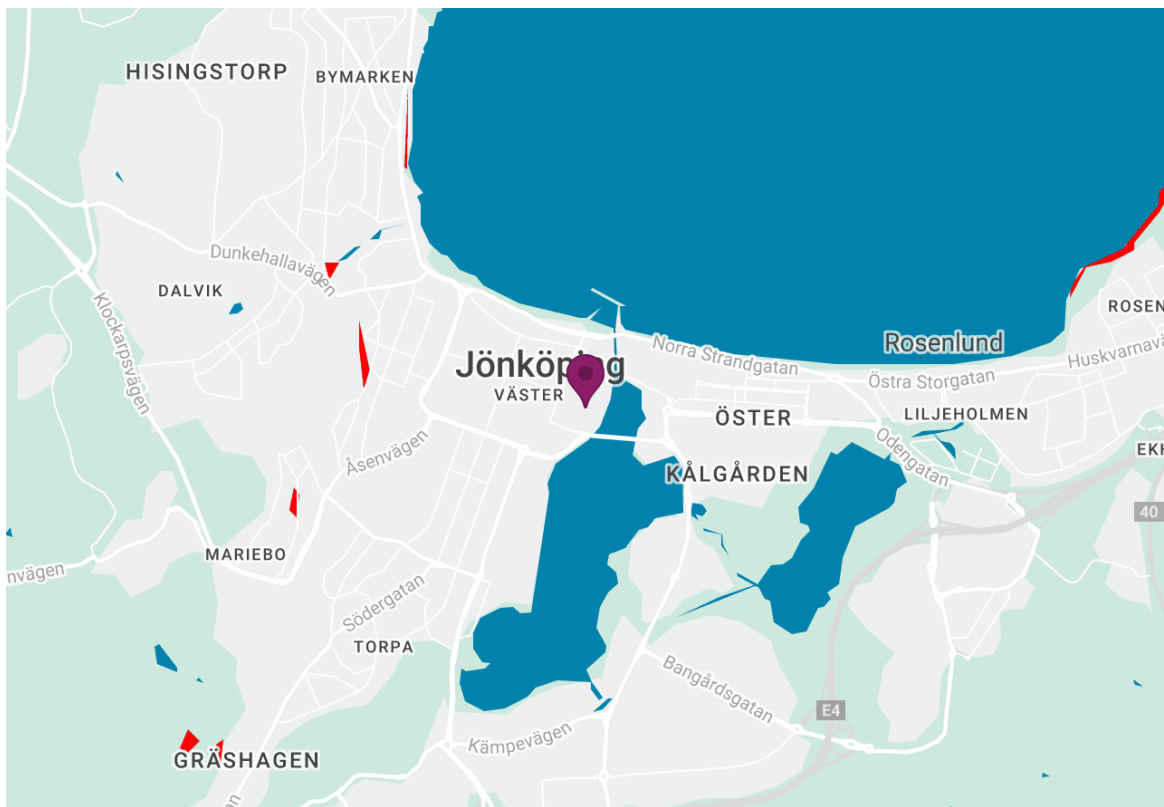 HISINGSTORP
BYMARKEN
Dunkehallavägen
DALVIK
Klockarpsvägen
ROSEN
Rosenlund
Norra Strandgatan
Huskvarnavä
Jönköping
Östra Storgatan
VÄSTER
ÖSTER
LILJEHOLMEN
Odengatan
EKH
Åsenvägen
KÅLGÅRDEN
40
MARIEBO
nvägen
Södergatan
TORPA
Bangårdsgatan
E4
Kämpevägen
GRÄSHAGEN
en